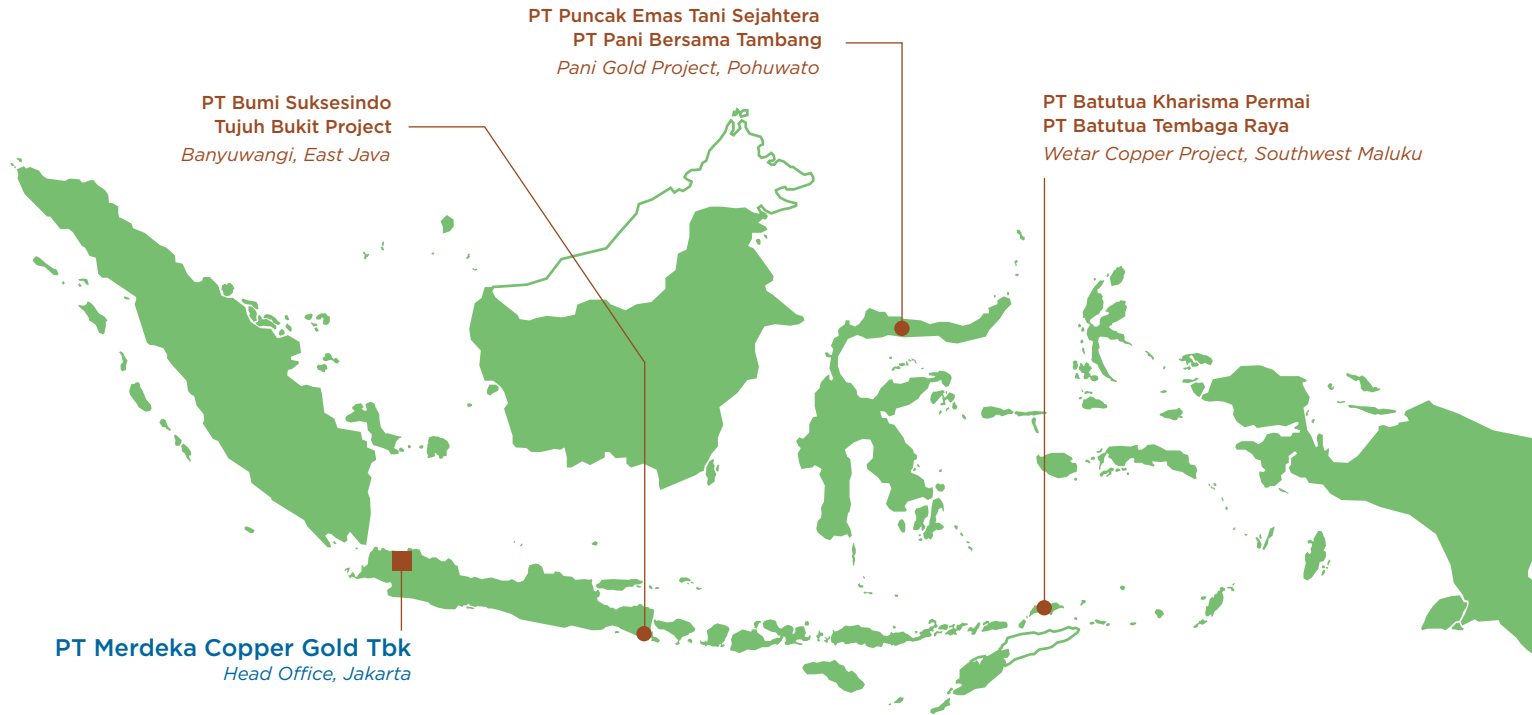 PT Puncak Emas Tani Sejahtera
PT Pani Bersama Tambang
Pani Gold Project, Pohuwato
PT Bumi Suksesindo
Tujuh Bukit Project
Banyuwangi, East Java
PT Batutua Kharisma Permai
PT Batutua Tembaga Raya
Wetar Copper Project, Southwest Maluku
PT Merdeka Copper Gold Tbk
Head Office, Jakarta